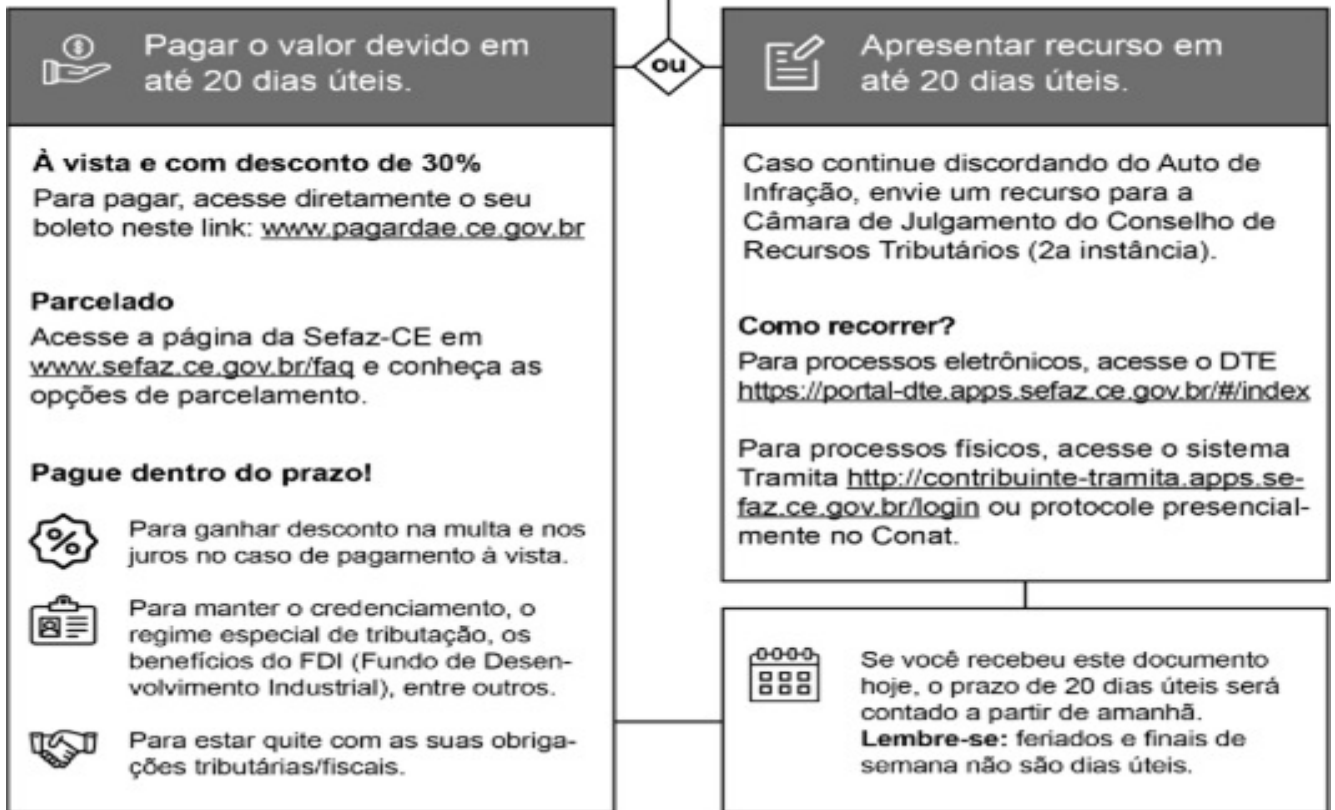 Pagar o valor devido em
até 20 dias úteis.
À vista e com desconto de 30%
Para pagar, acesse diretamente o seu
boleto neste link: www.pagardae.ce.gov.br
Parcelado
Acesse a página da Sefaz-CE em
www.sefaz.ce.gov.br/faq e conheça as
opções de parcelamento.
Pague dentro do prazo!
Para ganhar desconto na multa e nos
juros no caso de pagamento à vista.
Para manter o credenciamento, o
regime especial de tributação, os
benefícios do FDI (Fundo de Desen-
volvimento Industrial), entre outros.
Para estar quite com as suas obriga-
ções tributárias/fiscais.
ou
Apresentar recurso em
até 20 dias úteis.
Caso continue discordando do Auto de
Infração, envie um recurso para a
Câmara de Julgamento do Conselho de
Recursos Tributários (2a instância).
Como recorrer?
Para processos eletrônicos, acesse o DTE
https://portal-dte.apps.sefaz.ce.gov.br/#/index
Para processos físicos, acesse o sistema
Tramita http://contribuinte-tramita.apps.se-
faz.ce.gov.br/login ou protocole presencial-
mente no Conat.
Se você recebeu este documento
hoje, o prazo de 20 dias úteis será
contado a partir de amanhã.
Lembre-se: feriados e finais de
semana não são dias úteis.